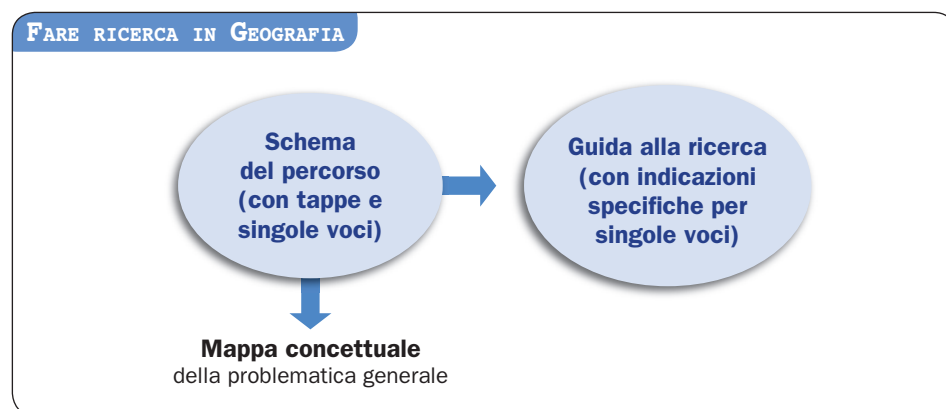 FARE RICERCA IN GEOGRAFIA
Schema
del percorso
(con tappe e
singole voci)
Guida alla ricerca
(con indicazioni
specifiche per
singole voci)
Mappa concettuale
della problematica generale